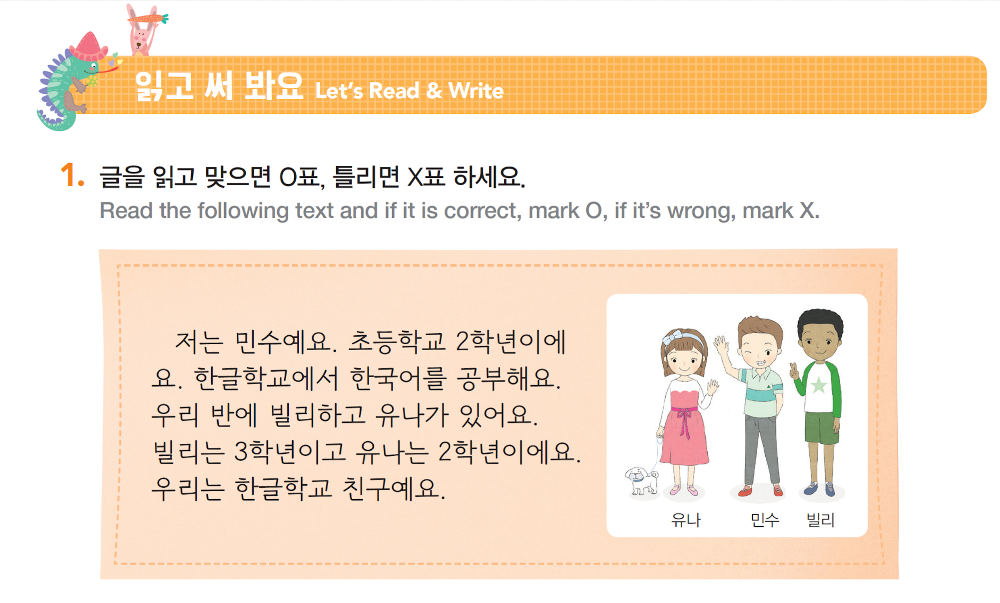 읽고 써 봐요 Let's Read & Write
1. 글을 읽고 맞으면 O표, 틀리면 X표 하세요.
Read the following text and if it is correct, mark O, if it's wrong, mark X.
저는 민수예요. 초등학교 2학년이에
요. 한글학교에서 한국어를 공부해요.
우리 반에 빌리하고 유나가 있어요.
빌리는 3학년이고 유나는 2학년이에요.
우리는 한글학교 친구예요.
유나 민수 빌리